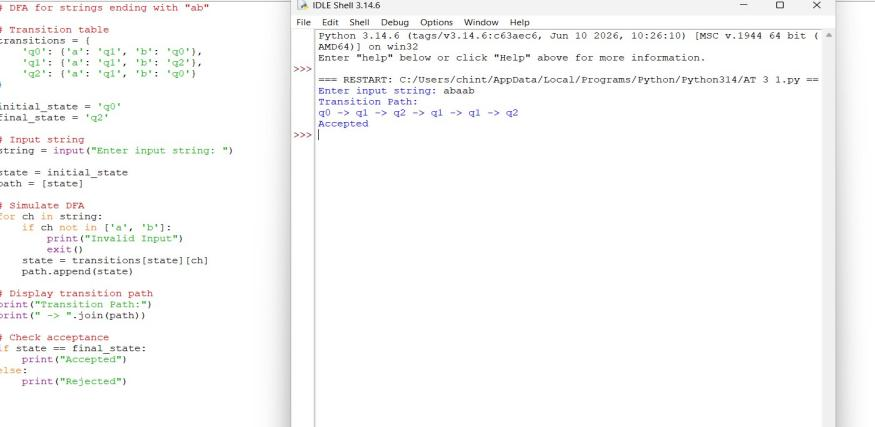 # DFA for strings ending with "ab"
# Transition table
transitions = {
    'q0': {'a': 'q1', 'b': 'q0'},
    'q1': {'a': 'q1', 'b': 'q2'},
    'q2': {'a': 'q1', 'b': 'q0'}
}
initial_state = 'q0'
final_state = 'q2'
# Input string
string = input("Enter input string: ")
state = initial_state
path = [state]
# Simulate DFA
for ch in string:
    if ch not in ['a', 'b']:
        print("Invalid Input")
        exit()
    state = transitions[state][ch]
    path.append(state)
# Display transition path
print("Transition Path:")
print(" -> ".join(path))
# Check acceptance
if state == final_state:
    print("Accepted")
else:
    print("Rejected")
IDLE Shell 3.14.6
File Edit Shell Debug Options Window Help
Python 3.14.6 (tags/v3.14.6:c63aec6, Jun 10 2026, 10:26:10) [MSC v.1944 64 bit (
AMD64)] on win32
Enter "help" below or click "Help" above for more information.
>>>
=== RESTART: C:/Users/chint/AppData/Local/Programs/Python/Python314/AT 3 1.py ==
Enter input string: abaab
Transition Path:
q0 -> q1 -> q2 -> q1 -> q1 -> q2
Accepted
>>>